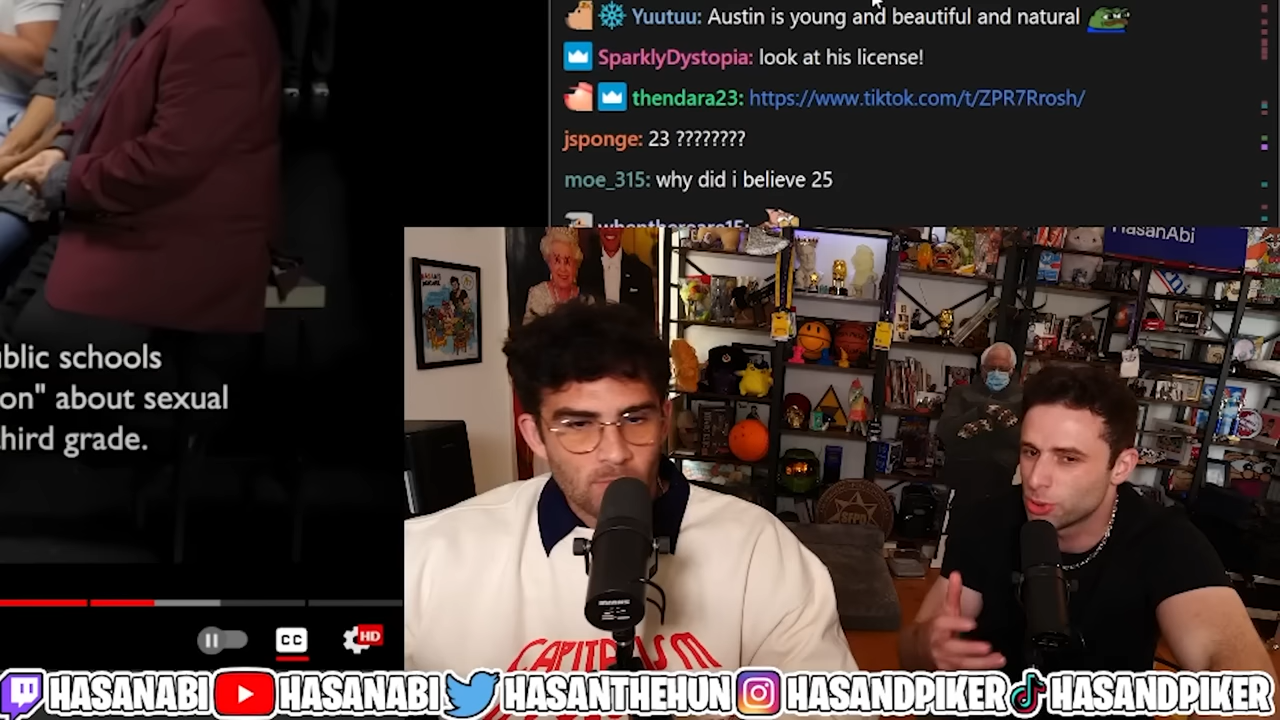 Yuutuu: Austin is young and beautiful and natural
SparklyDystopia: look at his license!
thendara23: https://www.tiktok.com/t/ZPR7Rrosh/
jsponge: 23 ????????
moe_315: why did i believe 25
HasanAbi
ublic schools
on" about sexual
hird grade.
SFPD
CC
HD
CAPITALISM
HASANABI
HASANABI
HASANTHEHUN
HASANDPIKER
HASANDPIKER